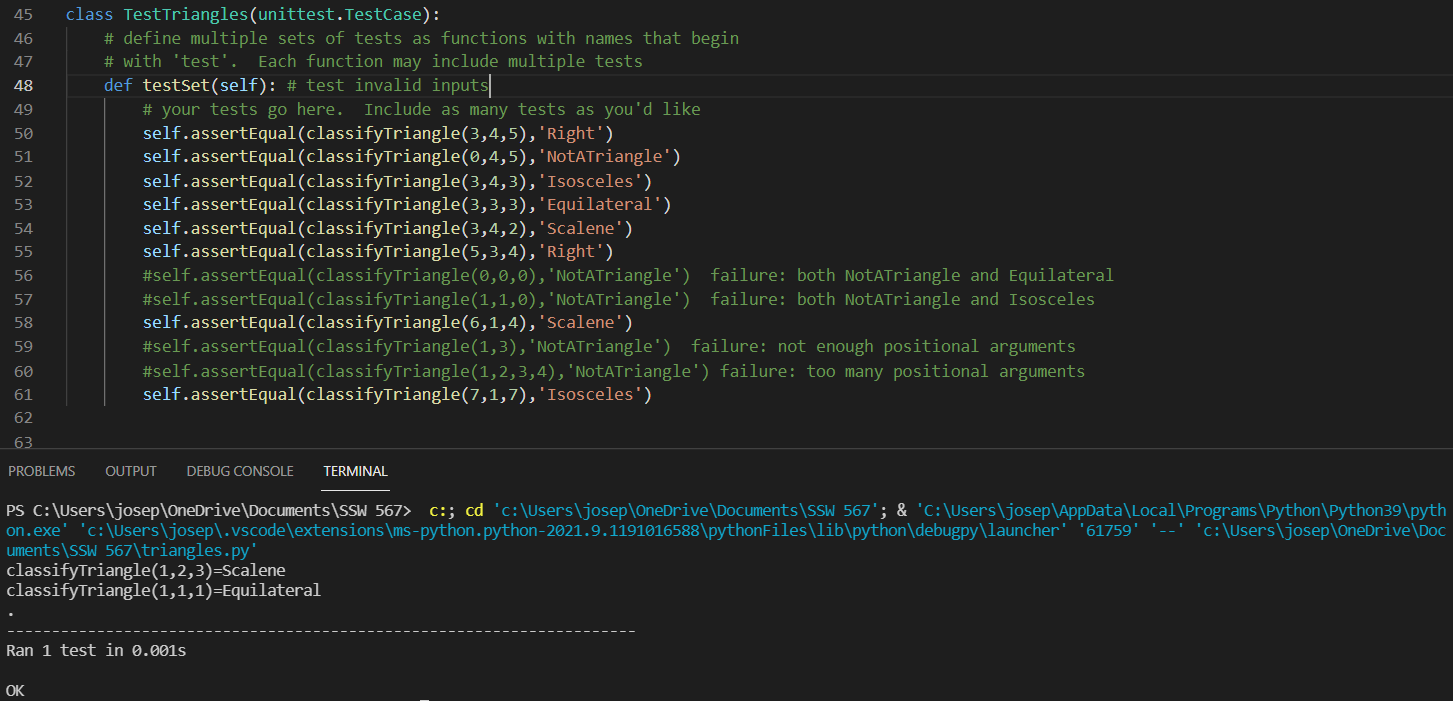 45 class TestTriangles(unittest.TestCase):
46 # define multiple sets of tests as functions with names that begin
47 # with 'test'.  Each function may include multiple tests
48 def testSet(self): # test invalid inputs
49 # your tests go here.  Include as many tests as you'd like
50 self.assertEqual(classifyTriangle(3,4,5),'Right')
51 self.assertEqual(classifyTriangle(0,4,5),'NotATriangle')
52 self.assertEqual(classifyTriangle(3,4,3),'Isosceles')
53 self.assertEqual(classifyTriangle(3,3,3),'Equilateral')
54 self.assertEqual(classifyTriangle(3,4,2),'Scalene')
55 self.assertEqual(classifyTriangle(5,3,4),'Right')
56 #self.assertEqual(classifyTriangle(0,0,0),'NotATriangle')  failure: both NotATriangle and Equilateral
57 #self.assertEqual(classifyTriangle(1,1,0),'NotATriangle')  failure: both NotATriangle and Isosceles
58 self.assertEqual(classifyTriangle(6,1,4),'Scalene')
59 #self.assertEqual(classifyTriangle(1,3),'NotATriangle')  failure: not enough positional arguments
60 #self.assertEqual(classifyTriangle(1,2,3,4),'NotATriangle') failure: too many positional arguments
61 self.assertEqual(classifyTriangle(7,1,7),'Isosceles')
62
63
PROBLEMS OUTPUT DEBUG CONSOLE TERMINAL
PS C:\Users\josep\OneDrive\Documents\SSW 567>  c:; cd 'c:\Users\josep\OneDrive\Documents\SSW 567'; & 'C:\Users\josep\AppData\Local\Programs\Python\Python39\pyth
on.exe' 'c:\Users\josep\.vscode\extensions\ms-python.python-2021.9.1191016588\pythonFiles\lib\python\debugpy\launcher' '61759' '--' 'c:\Users\josep\OneDrive\Doc
uments\SSW 567\triangles.py'
classifyTriangle(1,2,3)=Scalene
classifyTriangle(1,1,1)=Equilateral
.
----------------------------------------------------------------------
Ran 1 test in 0.001s
OK